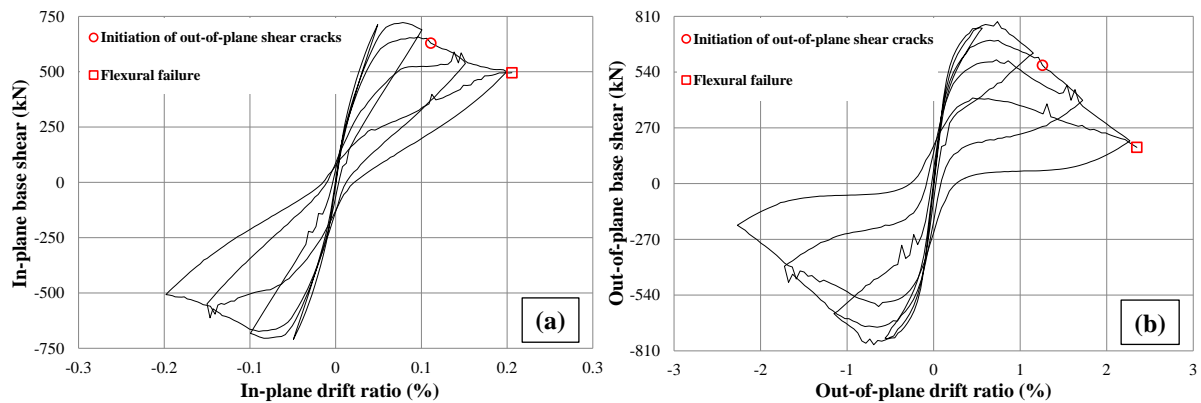 750
500
250
0
-250
-500
-750
-0.3
-0.2
-0.1
0
0.1
0.2
0.3
In-plane base shear (kN)
In-plane drift ratio (%)
Initiation of out-of-plane shear cracks
Flexural failure
(a)
810
540
270
0
-270
-540
-810
-3
-2
-1
0
1
2
3
Out-of-plane base shear (kN)
Out-of-plane drift ratio (%)
Initiation of out-of-plane shear cracks
Flexural failure
(b)